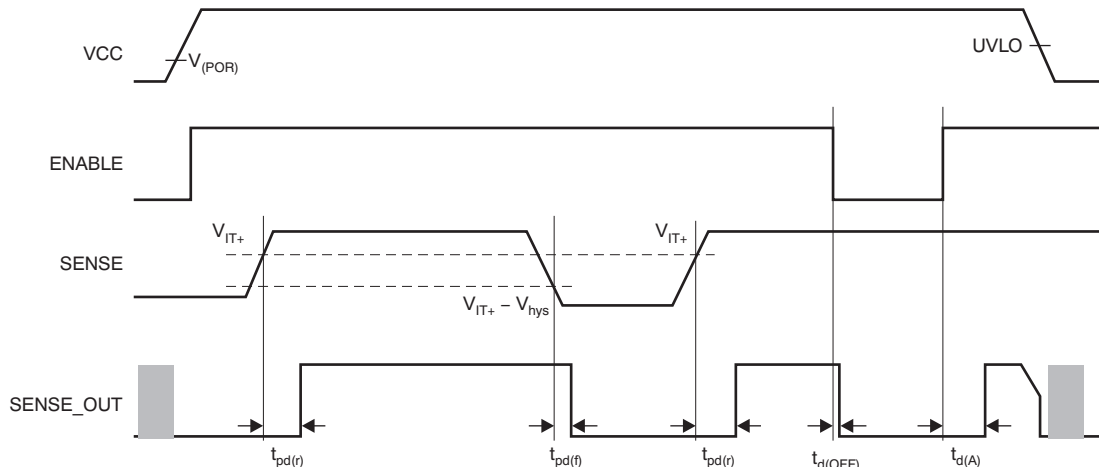 VCC
V(POR)
UVLO
ENABLE
VIT+
VIT+
SENSE
VIT+ – Vhys
SENSE_OUT
tpd(r)
tpd(f)
tpd(r)
td(OFF)
td(A)